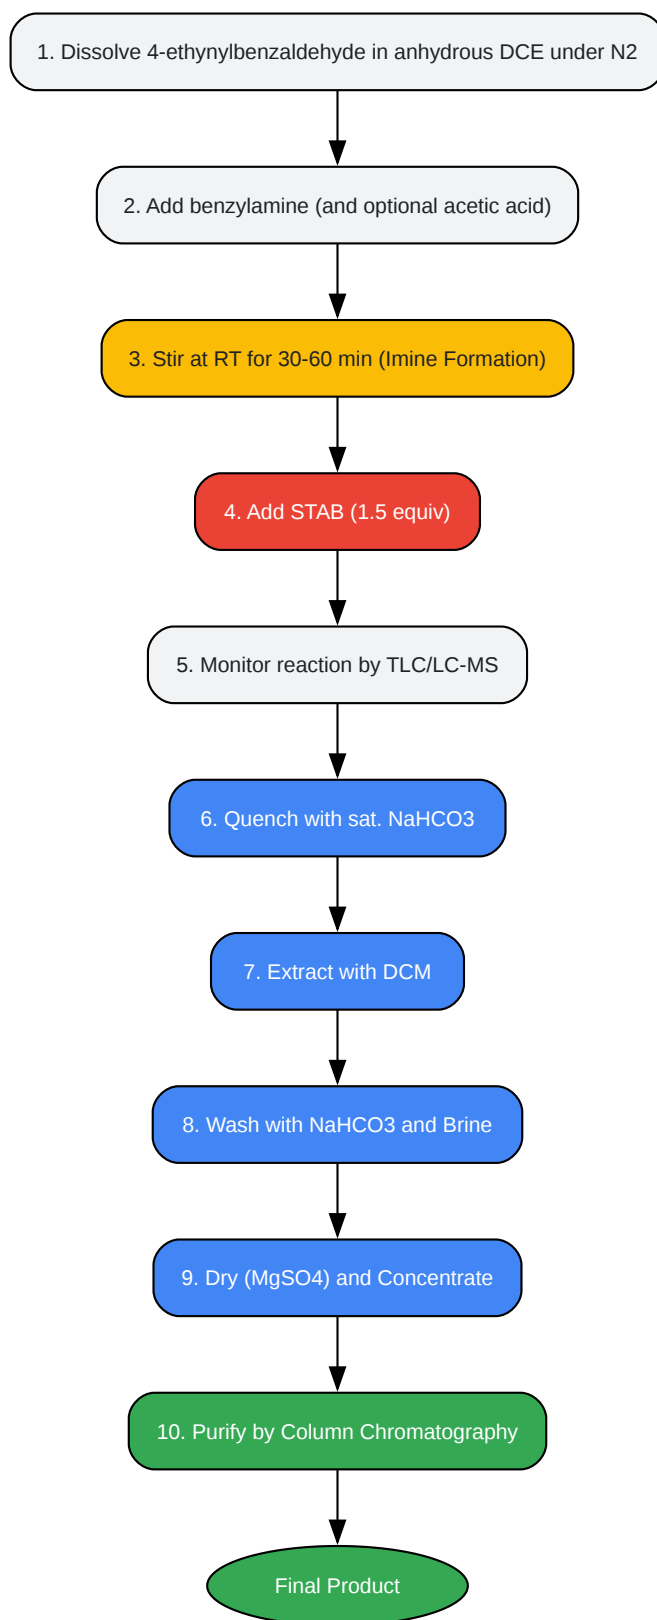 1. Dissolve 4-ethynylbenzaldehyde in anhydrous DCE under N2
2. Add benzylamine (and optional acetic acid)
3. Stir at RT for 30-60 min (Imine Formation)
4. Add STAB (1.5 equiv)
5. Monitor reaction by TLC/LC-MS
6. Quench with sat. NaHCO3
7. Extract with DCM
8. Wash with NaHCO3 and Brine
9. Dry (MgSO4) and Concentrate
10. Purify by Column Chromatography
Final Product